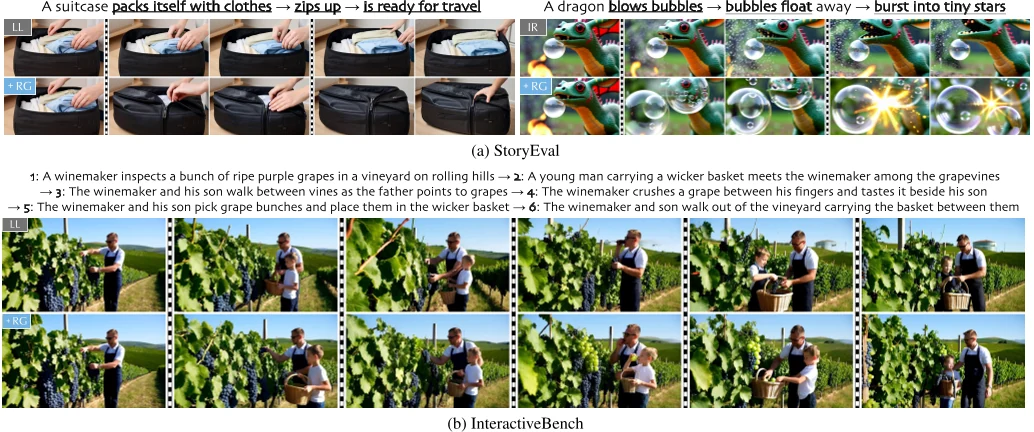 A suitcase packs itself with clothes → zips up → is ready for travel
A dragon blows bubbles → bubbles float away → burst into tiny stars
LL
IR
+RG
+RG
(a) StoryEval
1: A winemaker inspects a bunch of ripe purple grapes in a vineyard on rolling hills → 2: A young man carrying a wicker basket meets the winemaker among the grapevines
→ 3: The winemaker and his son walk between vines as the father points to grapes → 4: The winemaker crushes a grape between his fingers and tastes it beside his son
→ 5: The winemaker and his son pick grape bunches and place them in the wicker basket → 6: The winemaker and son walk out of the vineyard carrying the basket between them
LL
+RG
(b) InteractiveBench